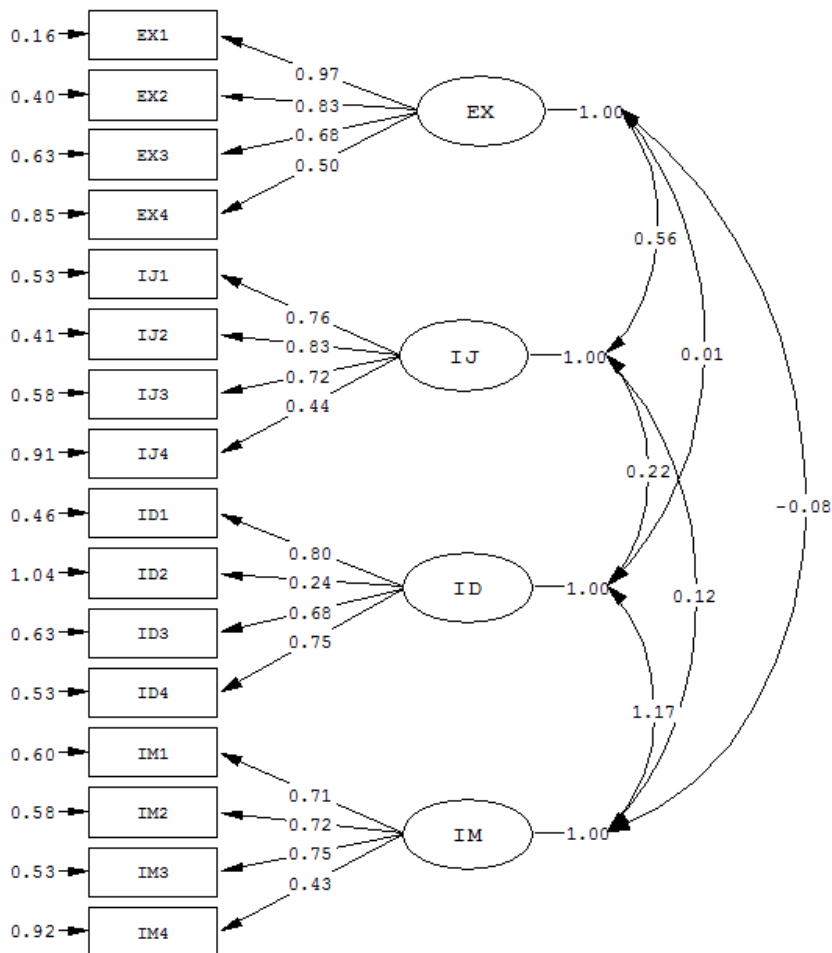 0.16 EX1
0.97
0.40 EX2
0.83
EX
1.00
0.63 EX3
0.68
0.50
0.85 EX4
0.56
0.53 IJ1
0.76
0.41 IJ2
0.83
IJ
1.00
0.01
0.58 IJ3
0.72
0.44
0.91 IJ4
0.22
-0.08
0.46 ID1
0.80
1.04 ID2
0.24
ID
1.00
0.12
0.63 ID3
0.68
0.75
0.53 ID4
1.17
0.60 IM1
0.71
0.58 IM2
0.72
IM
1.00
0.53 IM3
0.75
0.43
0.92 IM4